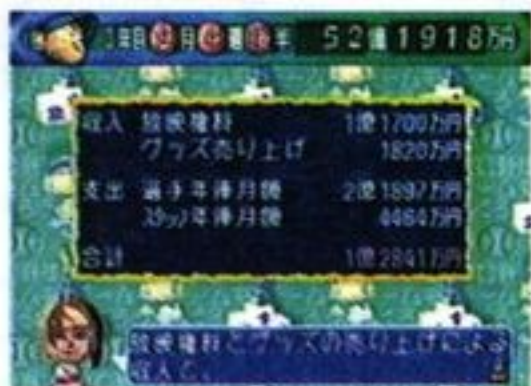 52億1918万円
収入 放映権料 1億1700万円
グッズ売り上げ 1820万円
支出 選手年俸月額 2億1897万円
スタッフ年俸月額 4464万円
合計 1億2841万円
放映権料とグッズの売り上げによる
収入と、